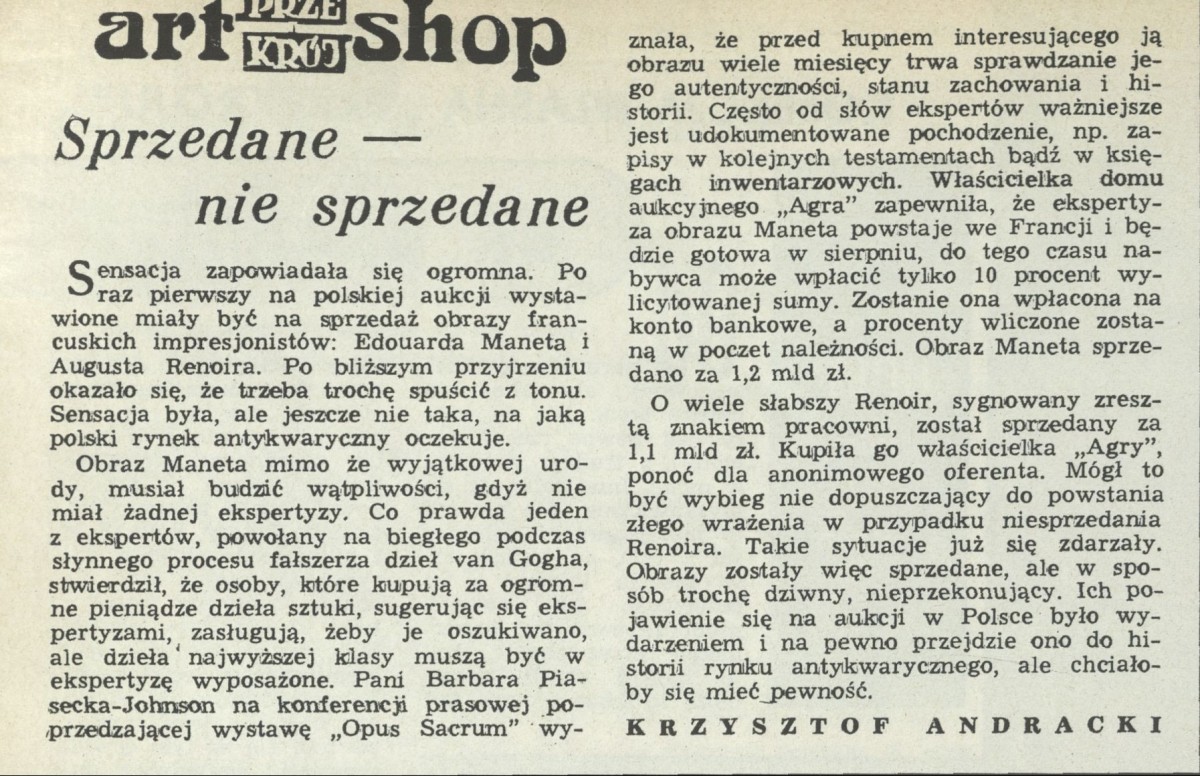 art PRZE KRÓJ shop
Sprzedane —
nie sprzedane
Sensacja zapowiadała się ogromna. Po
raz pierwszy na polskiej aukcji wysta-
wione miały być na sprzedaż obrazy fran-
cuskich impresjonistów: Edouarda Maneta i
Augusta Renoira. Po bliższym przyjrzeniu
okazało się, że trzeba trochę spuścić z tonu.
Sensacja była, ale jeszcze nie taka, na jaką
polski rynek antykwaryczny oczekuje.
Obraz Maneta mimo że wyjątkowej uro-
dy, musiał budzić wątpliwości, gdyż nie
miał żadnej ekspertyzy. Co prawda jeden
z ekspertów, powołany na biegłego podczas
słynnego procesu fałszerza dzieł van Gogha,
stwierdził, że osoby, które kupują za ogrom-
ne pieniądze dzieła sztuki, sugerując się eks-
pertyzami, zasługują, żeby je oszukiwano,
ale dzieła najwyższej klasy muszą być w
ekspertyzę wyposażone. Pani Barbara Pia-
secka-Johnson na konferencji prasowej po-
przedzającej wystawę „Opus Sacrum” wy-
znała, że przed kupnem interesującego ją
obrazu wiele miesięcy trwa sprawdzanie je-
go autentyczności, stanu zachowania i hi-
storii. Często od słów ekspertów ważniejsze
jest udokumentowane pochodzenie, np. za-
pisy w kolejnych testamentach bądź w księ-
gach inwentarzowych. Właścicielka domu
aukcyjnego „Agra” zapewniła, że eksperty-
za obrazu Maneta powstaje we Francji i bę-
dzie gotowa w sierpniu, do tego czasu na-
bywca może wpłacić tylko 10 procent wy-
licytowanej sumy. Zostanie ona wpłacona na
konto bankowe, a procenty wliczone zosta-
ną w poczet należności. Obraz Maneta sprze-
dano za 1,2 mld zł.
O wiele słabszy Renoir, sygnowany zresz-
tą znakiem pracowni, został sprzedany za
1,1 mld zł. Kupiła go właścicielka „Agry”,
ponoć dla anonimowego oferenta. Mógł to
być wybieg nie dopuszczający do powstania
złego wrażenia w przypadku niesprzedania
Renoira. Takie sytuacje już się zdarzały.
Obrazy zostały więc sprzedane, ale w spo-
sób trochę dziwny, nieprzekonujący. Ich po-
jawienie się na aukcji w Polsce było wy-
darzeniem i na pewno przejdzie ono do hi-
storii rynku antykwarycznego, ale chciało-
by się mieć pewność.
KRZYSZTOF ANDRACKI